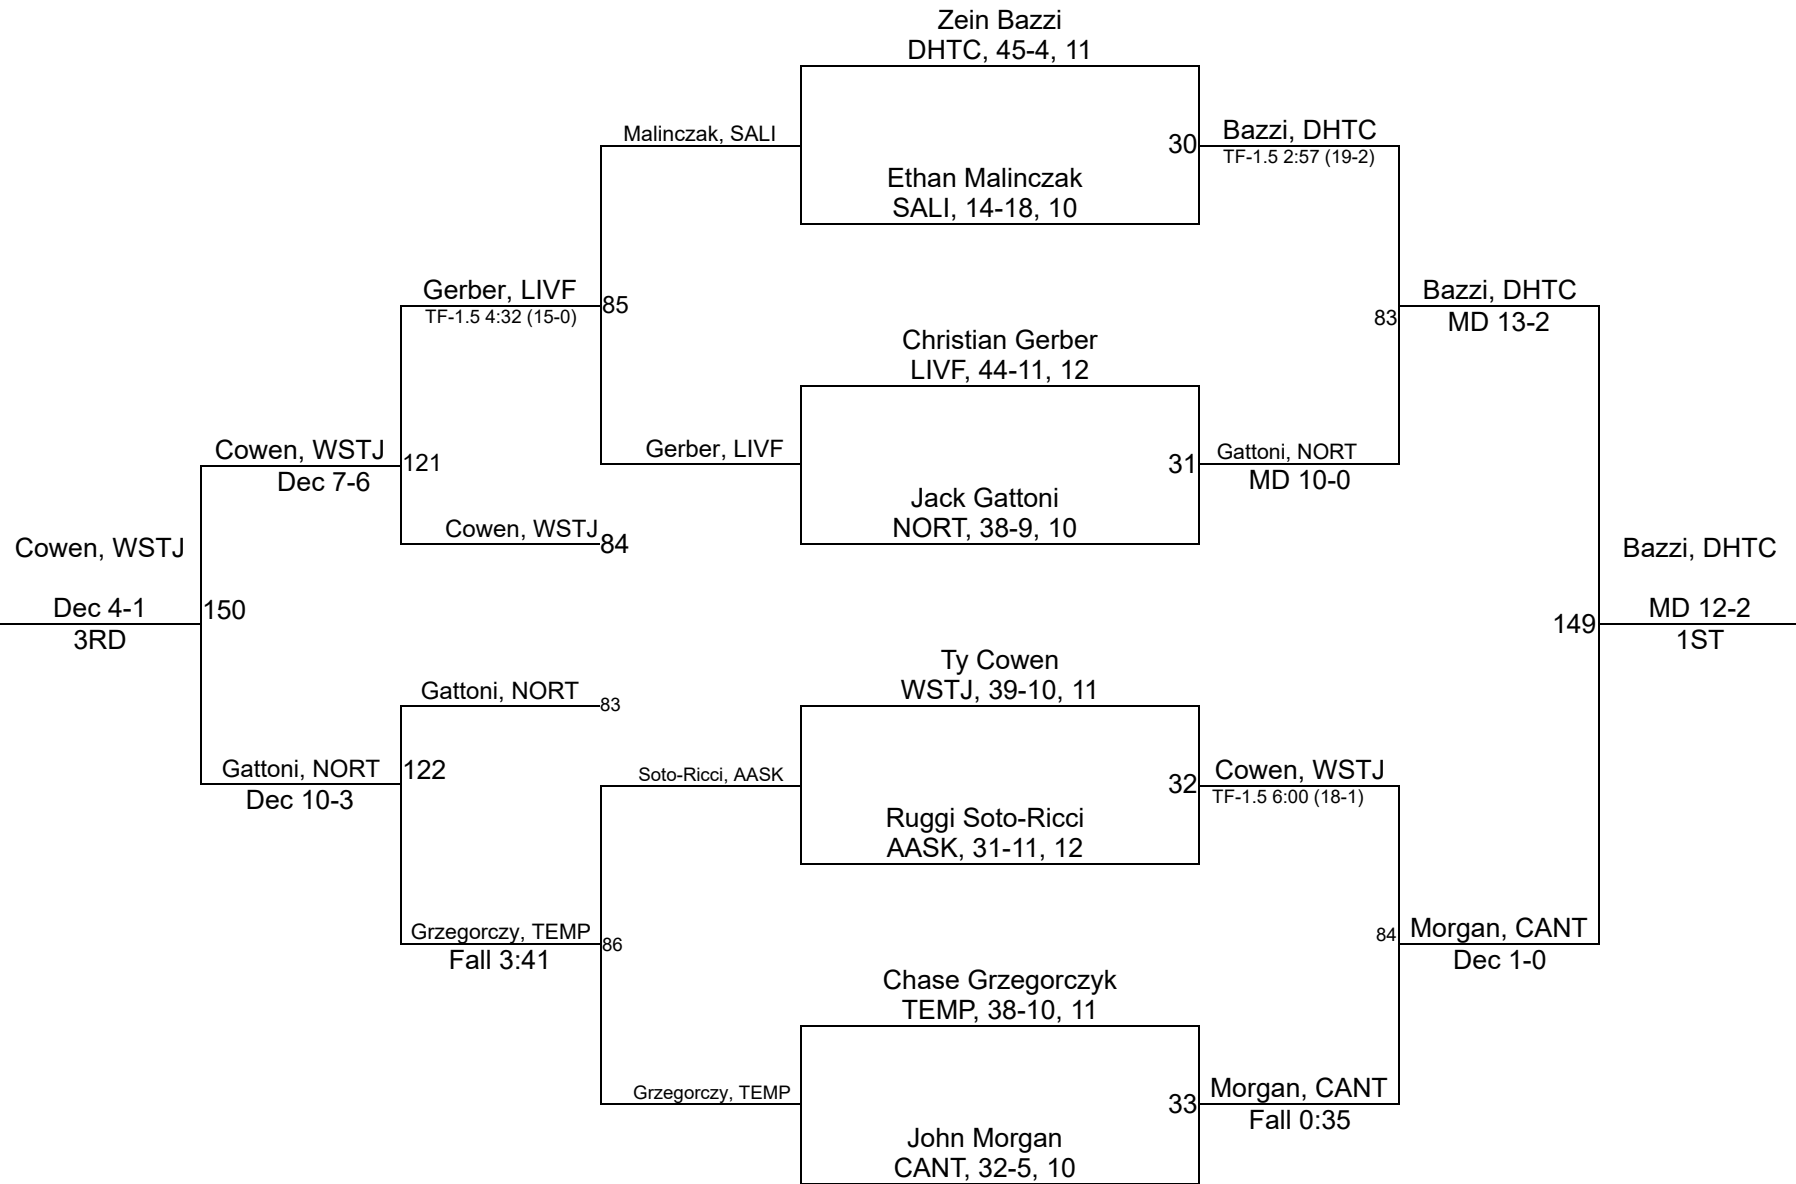 Zein Bazzi
DHTC, 45-4, 11
Malinczak, SALI
30
Bazzi, DHTC
TF-1.5 2:57 (19-2)
Ethan Malinczak
SALI, 14-18, 10
Gerber, LIVF
TF-1.5 4:32 (15-0)
85
83
Bazzi, DHTC
MD 13-2
Christian Gerber
LIVF, 44-11, 12
Cowen, WSTJ
Dec 7-6
121
Gerber, LIVF
31
Gattoni, NORT
MD 10-0
Jack Gattoni
NORT, 38-9, 10
Cowen, WSTJ
84
Cowen, WSTJ
Dec 4-1
3RD
150
149
Bazzi, DHTC
MD 12-2
1ST
Ty Cowen
WSTJ, 39-10, 11
Gattoni, NORT
83
Gattoni, NORT
Dec 10-3
122
Soto-Ricci, AASK
32
Cowen, WSTJ
TF-1.5 6:00 (18-1)
Ruggi Soto-Ricci
AASK, 31-11, 12
Grzegorczy, TEMP
Fall 3:41
86
84
Morgan, CANT
Dec 1-0
Chase Grzegorczyk
TEMP, 38-10, 11
Grzegorczy, TEMP
33
Morgan, CANT
Fall 0:35
John Morgan
CANT, 32-5, 10